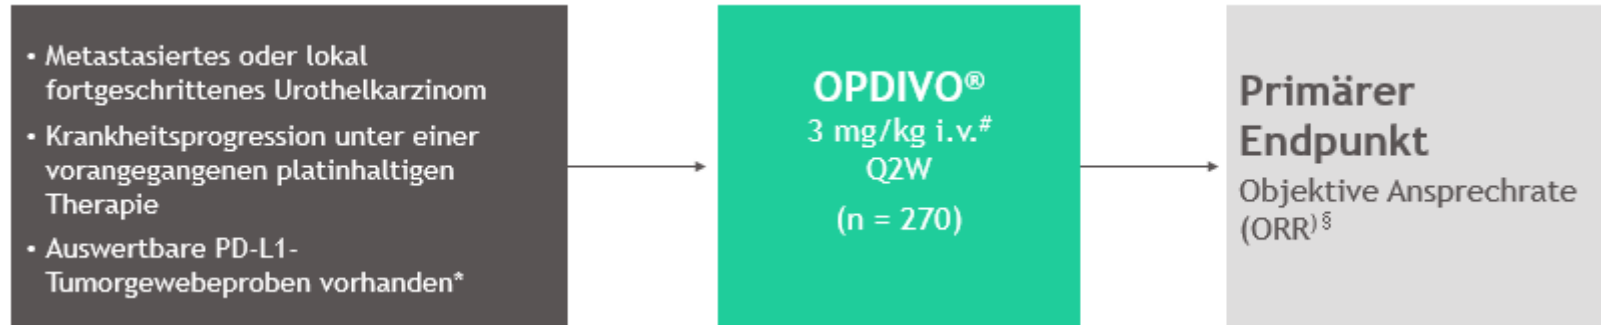 • Metastasiertes oder lokal
fortgeschrittenes Urothelkarzinom
• Krankheitsprogression unter einer
vorangegangenen platinhaltigen
Therapie
• Auswertbare PD-L1-
Tumorgewebeproben vorhanden*
OPDIVO®
3 mg/kg i.v.#
Q2W
(n = 270)
Primärer
Endpunkt
Objektive Ansprechrate
(ORR)§